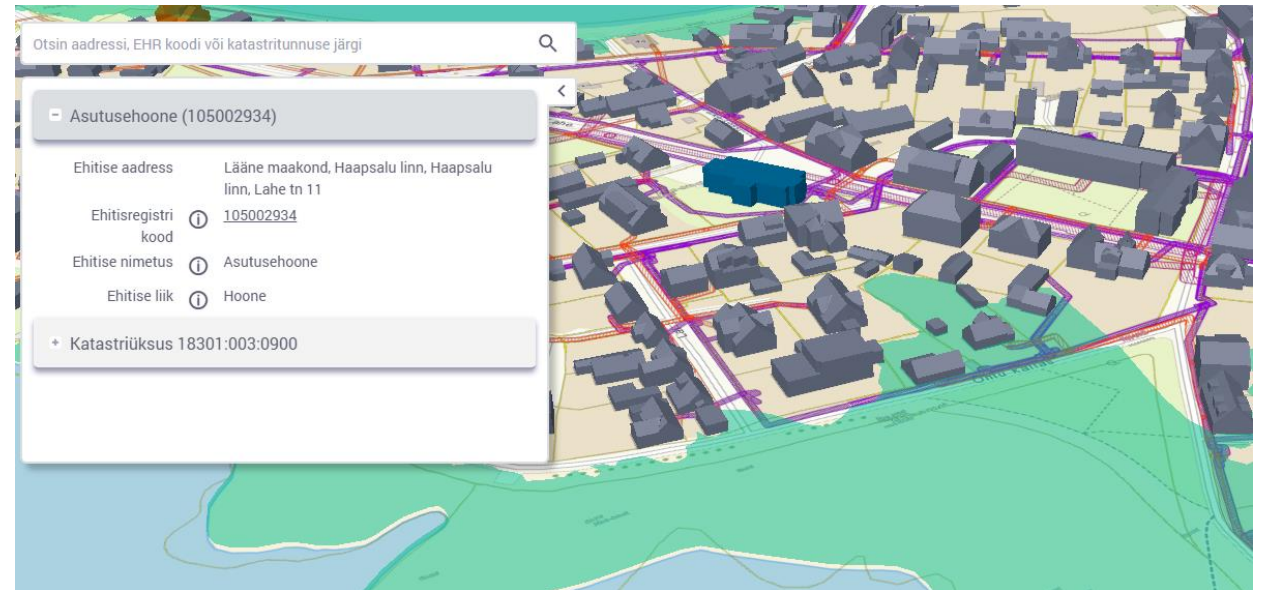 Otsin aadressi, EHR koodi või katastritunnuse järgi
Asutusehoone (105002934)
Ehitise aadress
Lääne maakond, Haapsalu linn, Haapsalu
linn, Lahe tn 11
Ehitisregistri
kood
105002934
Ehitise nimetus
Asutusehoone
Ehitise liik
Hoone
Katastriüksus 18301:003:0900